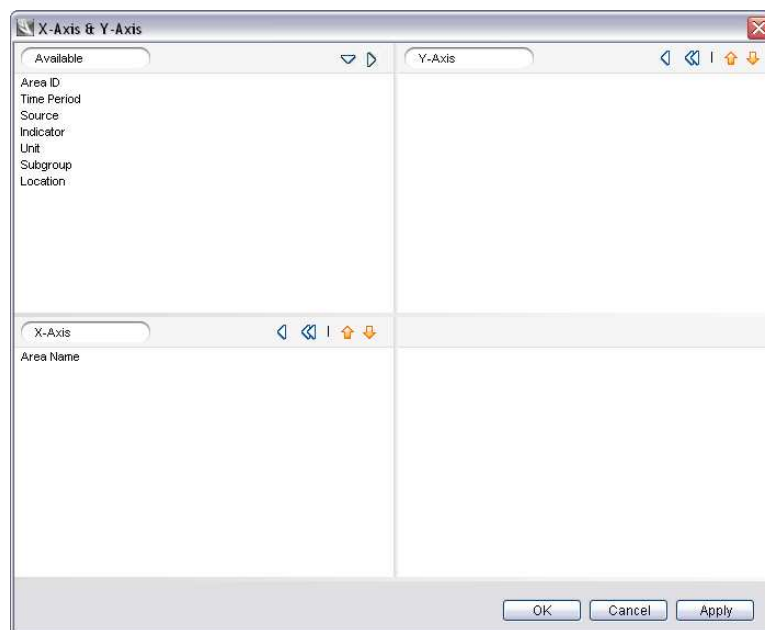 X-Axis & Y-Axis
Available
Y-Axis
Area ID
Time Period
Source
Indicator
Unit
Subgroup
Location
X-Axis
Area Name
OK Cancel Apply